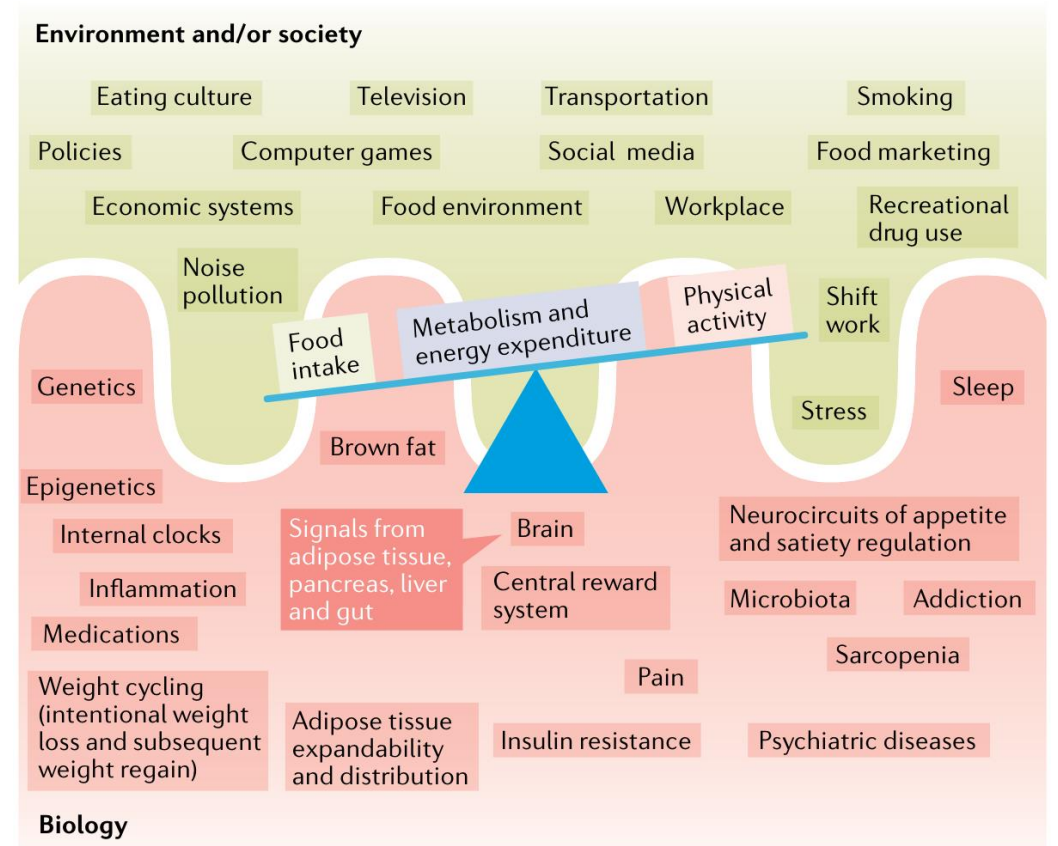 Environment and/or society
Eating culture
Television
Transportation
Smoking
Policies
Computer games
Social media
Food marketing
Economic systems
Food environment
Workplace
Recreational
drug use
Noise
pollution
Food
intake
Metabolism and
energy expenditure
Physical
activity
Shift
work
Genetics
Sleep
Stress
Brown fat
Epigenetics
Internal clocks
Signals from
adipose tissue,
pancreas, liver
and gut
Brain
Neurocircuits of appetite
and satiety regulation
Inflammation
Central reward
system
Microbiota
Addiction
Medications
Sarcopenia
Pain
Weight cycling
(intentional weight
loss and subsequent
weight regain)
Adipose tissue
expandability
and distribution
Insulin resistance
Psychiatric diseases
Biology